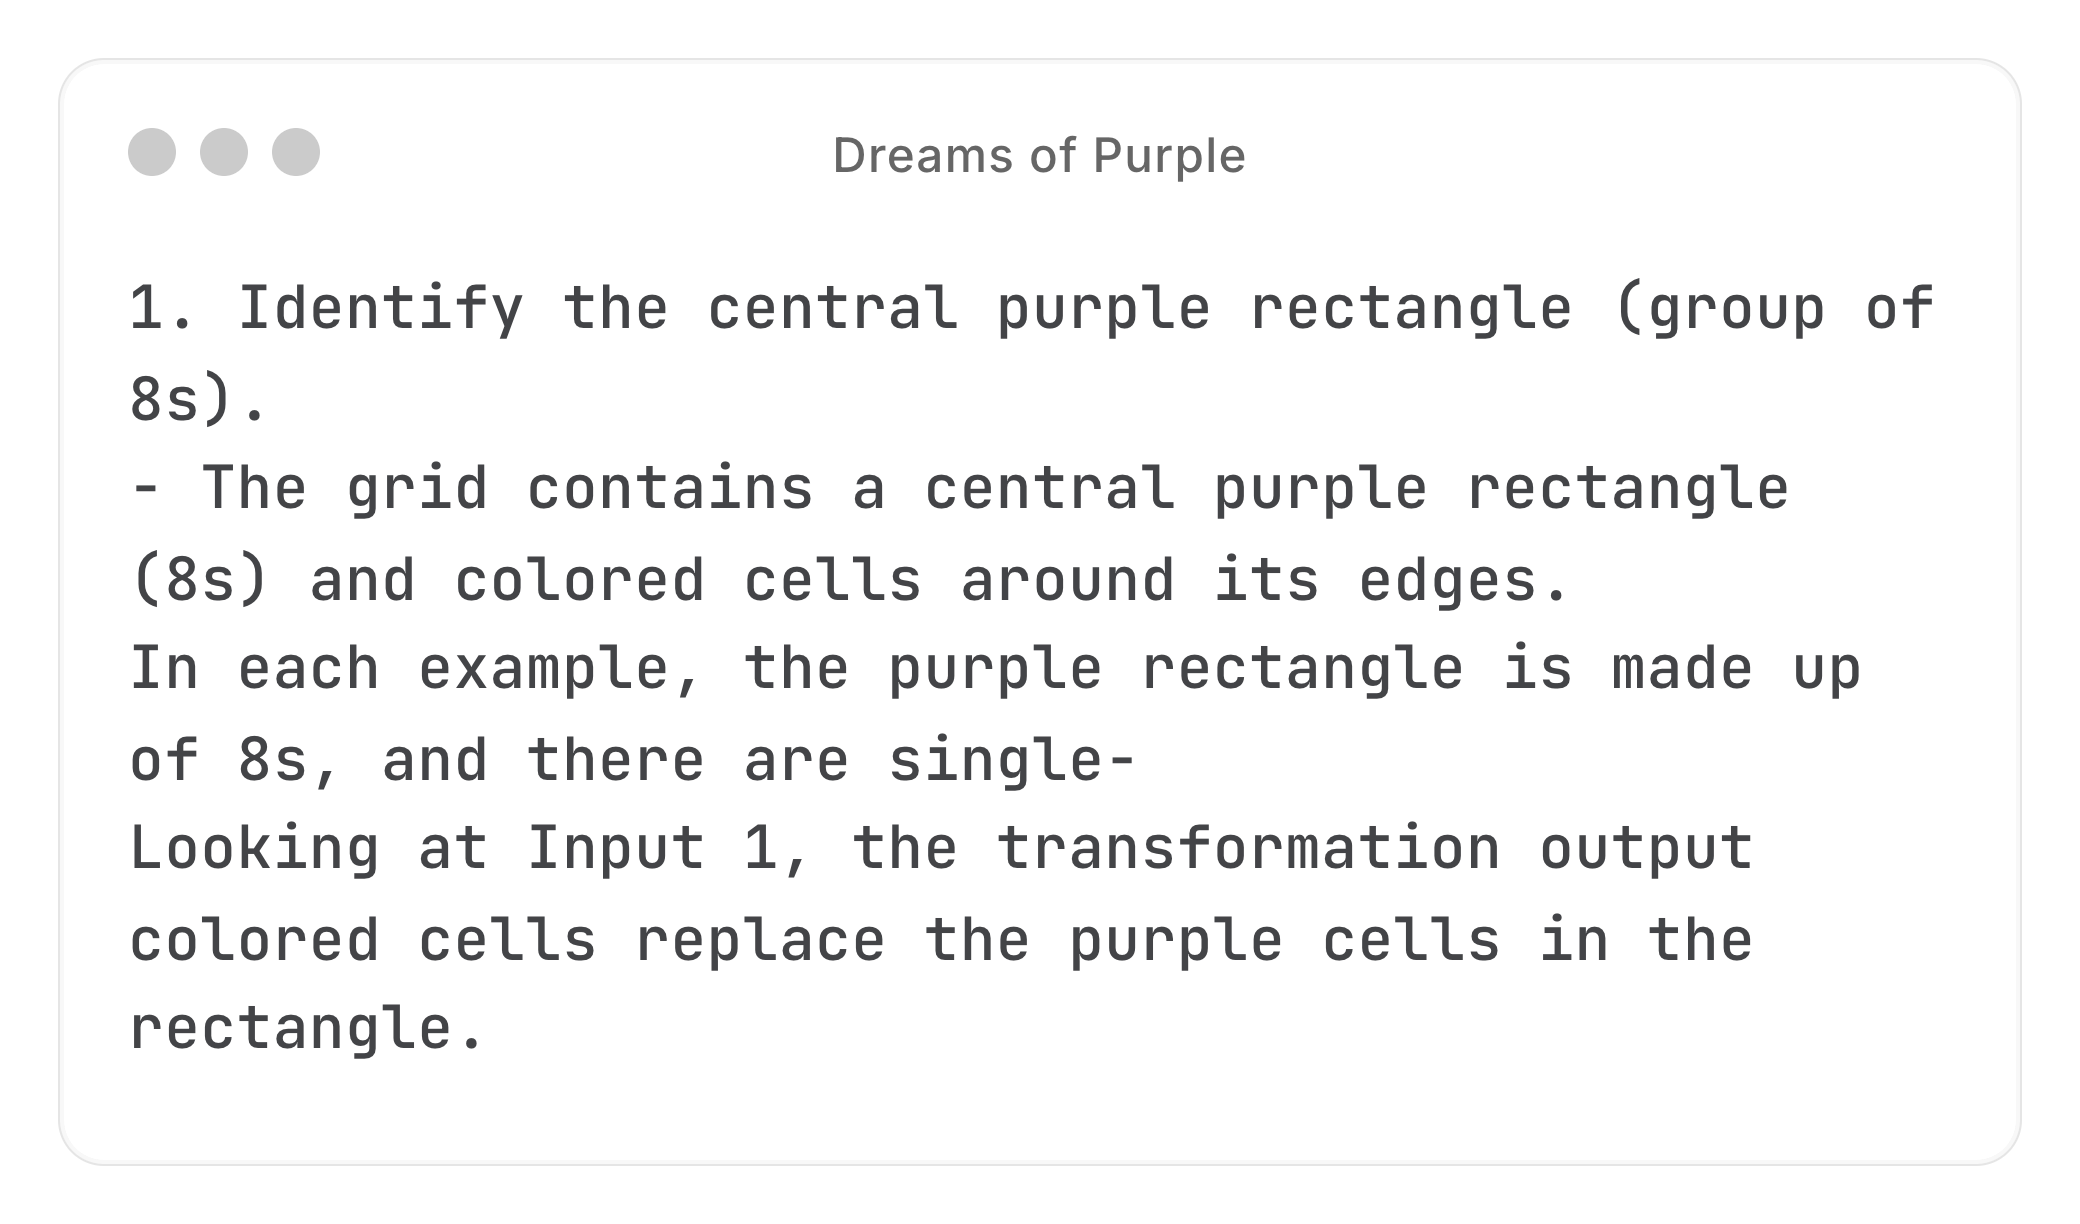 Dreams of Purple
1. Identify the central purple rectangle (group of
8s).
- The grid contains a central purple rectangle
(8s) and colored cells around its edges.
In each example, the purple rectangle is made up
of 8s, and there are single-
Looking at Input 1, the transformation output
colored cells replace the purple cells in the
rectangle.